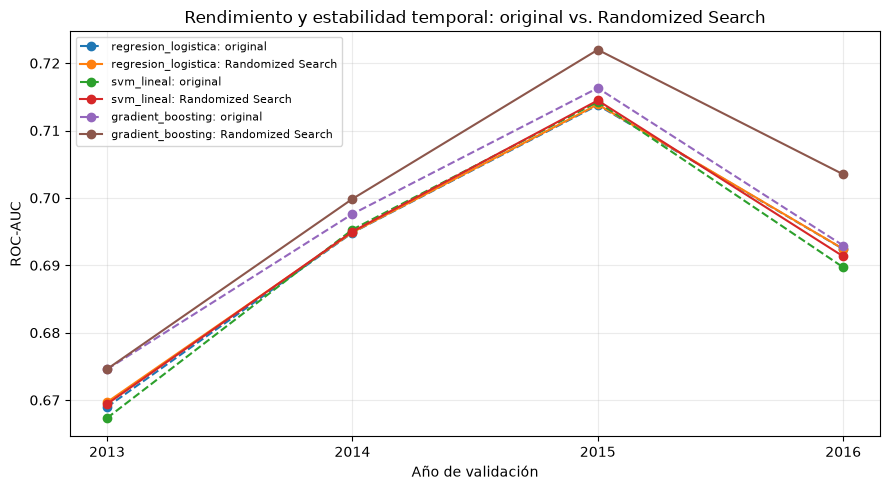 Rendimiento y estabilidad temporal: original vs. Randomized Search
regresion_logistica: original
regresion_logistica: Randomized Search
svm_lineal: original
svm_lineal: Randomized Search
gradient_boosting: original
gradient_boosting: Randomized Search
0.72
0.71
0.70
0.69
0.68
0.67
ROC-AUC
2013
2014
2015
2016
Año de validación